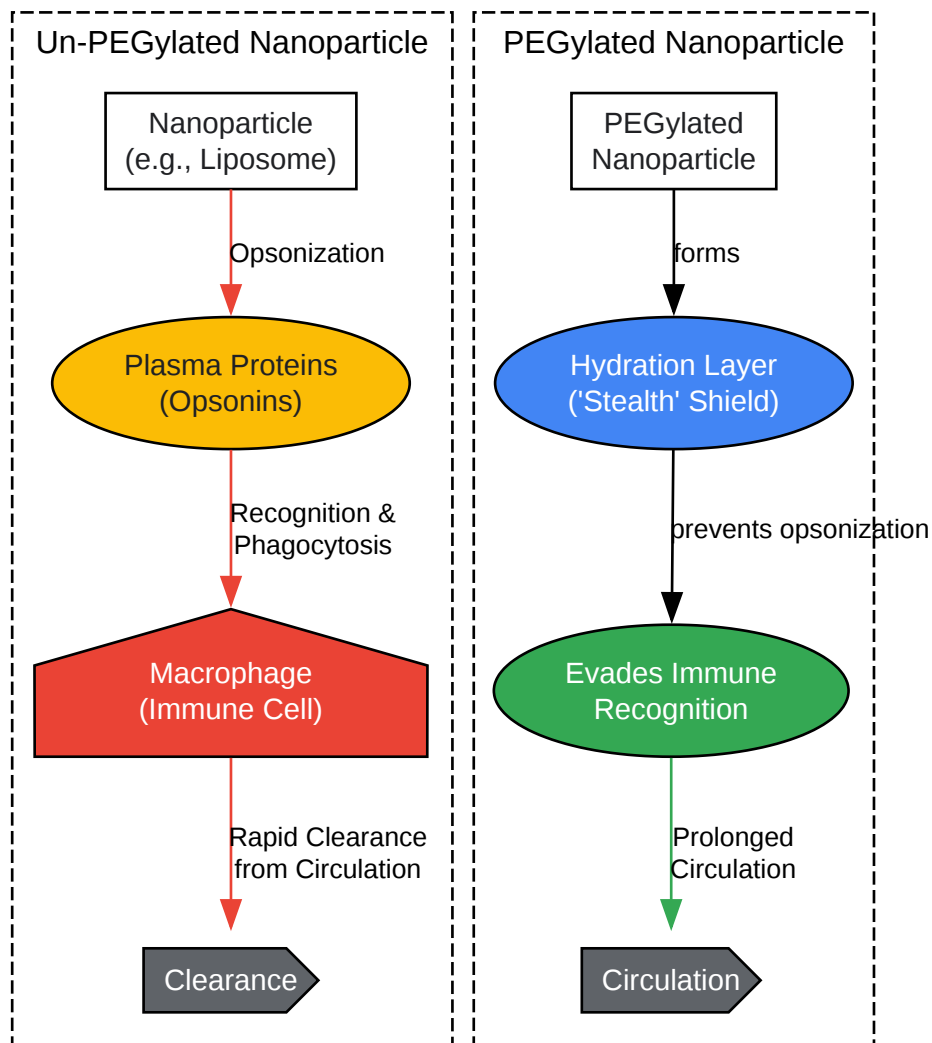 Un-PEGylated Nanoparticle
Nanoparticle
(e.g., Liposome)
Opsonization
Plasma Proteins
(Opsonins)
Recognition &
Phagocytosis
Macrophage
(Immune Cell)
Rapid Clearance
from Circulation
Clearance
PEGylated Nanoparticle
PEGylated
Nanoparticle
forms
Hydration Layer
('Stealth' Shield)
prevents opsonization
Evades Immune
Recognition
Prolonged
Circulation
Circulation